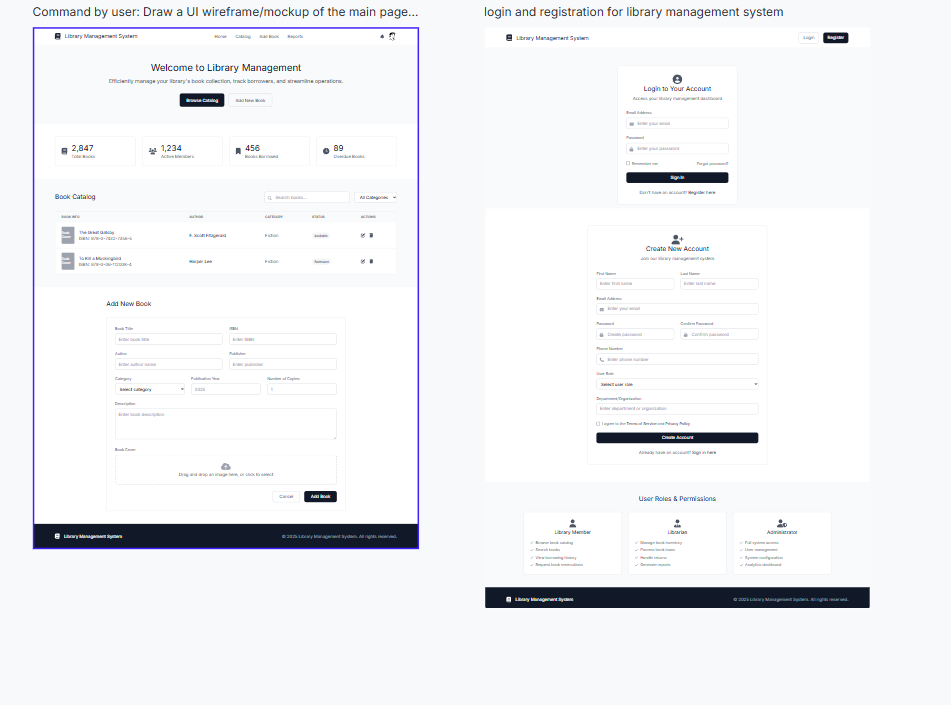 Command by user: Draw a UI wireframe/mockup of the main page...
Library Management System
Home Catalog Add Book Reports
Welcome to Library Management
Efficiently manage your library's book collection, track borrowers, and streamline operations.
Browse Catalog Add New Book
2,847
Total Books
1,234
Active Members
456
Books Borrowed
89
Overdue Books
Book Catalog
Search books...
All Categories
BOOK INFO AUTHOR CATEGORY STATUS ACTIONS
The Great Gatsby
F. Scott Fitzgerald Fiction Available
To Kill a Mockingbird
Harper Lee Fiction
Add New Book
Book Title ISBN
Enter book title Enter ISBN
Author Publisher
Enter author name Enter publisher
Category Publication Year Number of Copies
Select category 2025 1
Description
Enter book description
Book Cover
Drag and drop an image here, or click to select
Cancel Add Book
Library Management System
© 2025 Library Management System. All rights reserved.
login and registration for library management system
Library Management System
Login Register
Login to Your Account
Access your library management dashboard
Email Address
Enter your email
Password
Enter your password
Remember me Forgot password?
Sign In
Don't have an account? Register here
Create New Account
Join our library management system
First Name Last Name
Enter first name Enter last name
Email Address
Enter your email
Password Confirm Password
Create password Confirm password
Phone Number
Enter phone number
User Role
Select user role
Department/Organization
Enter department or organization
I agree to the Terms of Service and Privacy Policy
Create Account
Already have an account? Sign in here
User Roles & Permissions
Library Member
Browse book catalog
Search books
View borrowing history
Request book reservations
Librarian
Manage book inventory
Process book loans
Handle returns
Generate reports
Administrator
Full system access
User management
System configuration
Analytics dashboard
Library Management System
© 2025 Library Management System. All rights reserved.